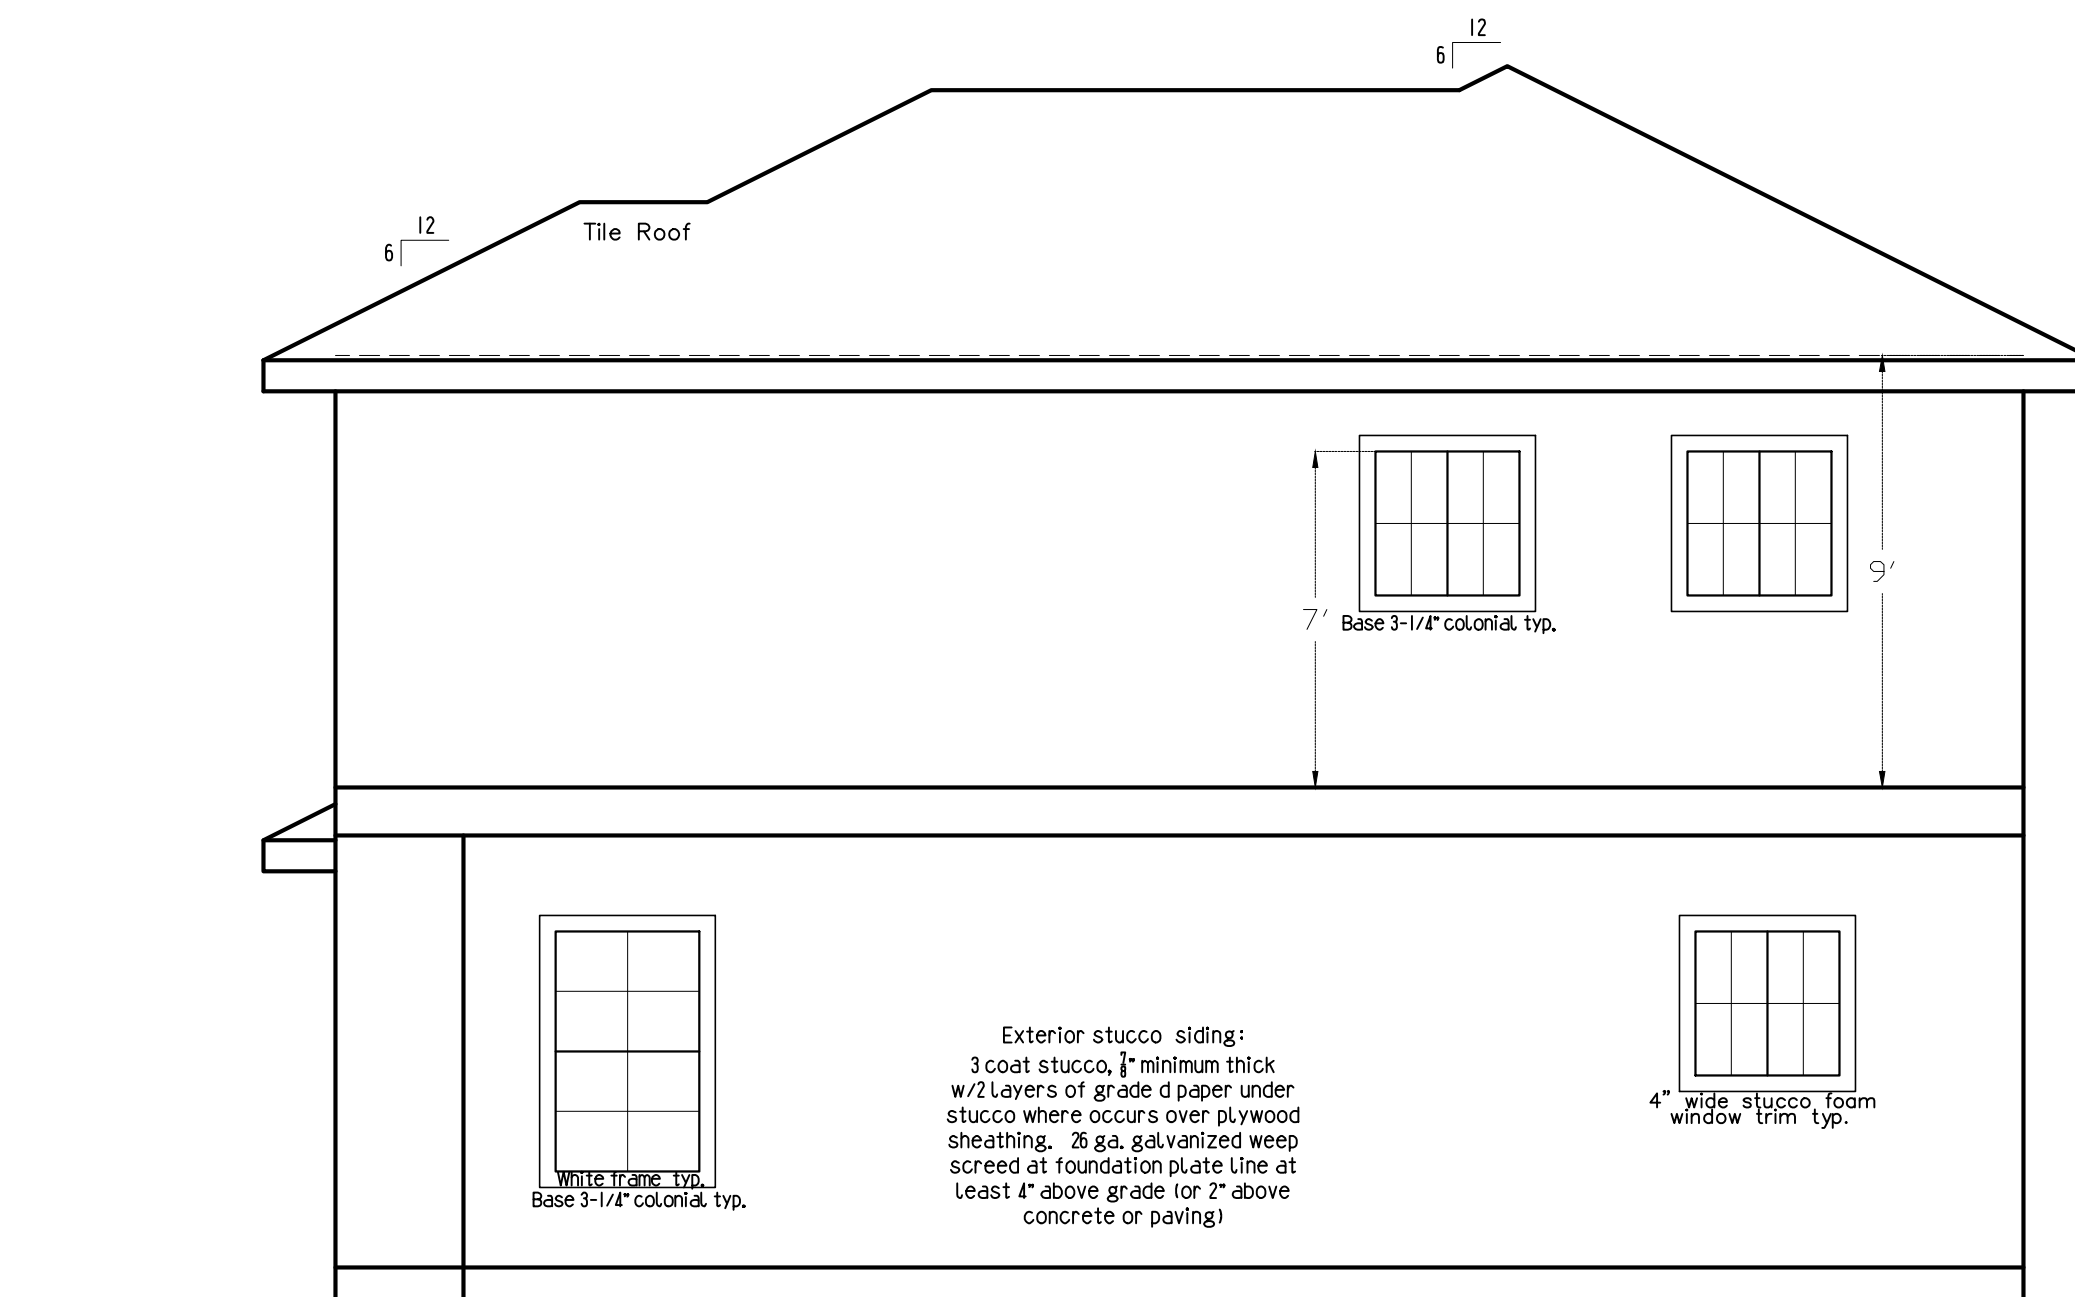 12
6
12
6
Tile Roof
9'
7'
Base 3-1/4" colonial typ.
Exterior stucco siding:
3 coat stucco, 7/8" minimum thick
w/2 layers of grade d paper under
stucco where occurs over plywood
sheathing. 26 ga. galvanized weep
screed at foundation plate line at
least 4" above grade (or 2" above
concrete or paving)
4" wide stucco foam
window trim typ.
White frame typ.
Base 3-1/4" colonial typ.